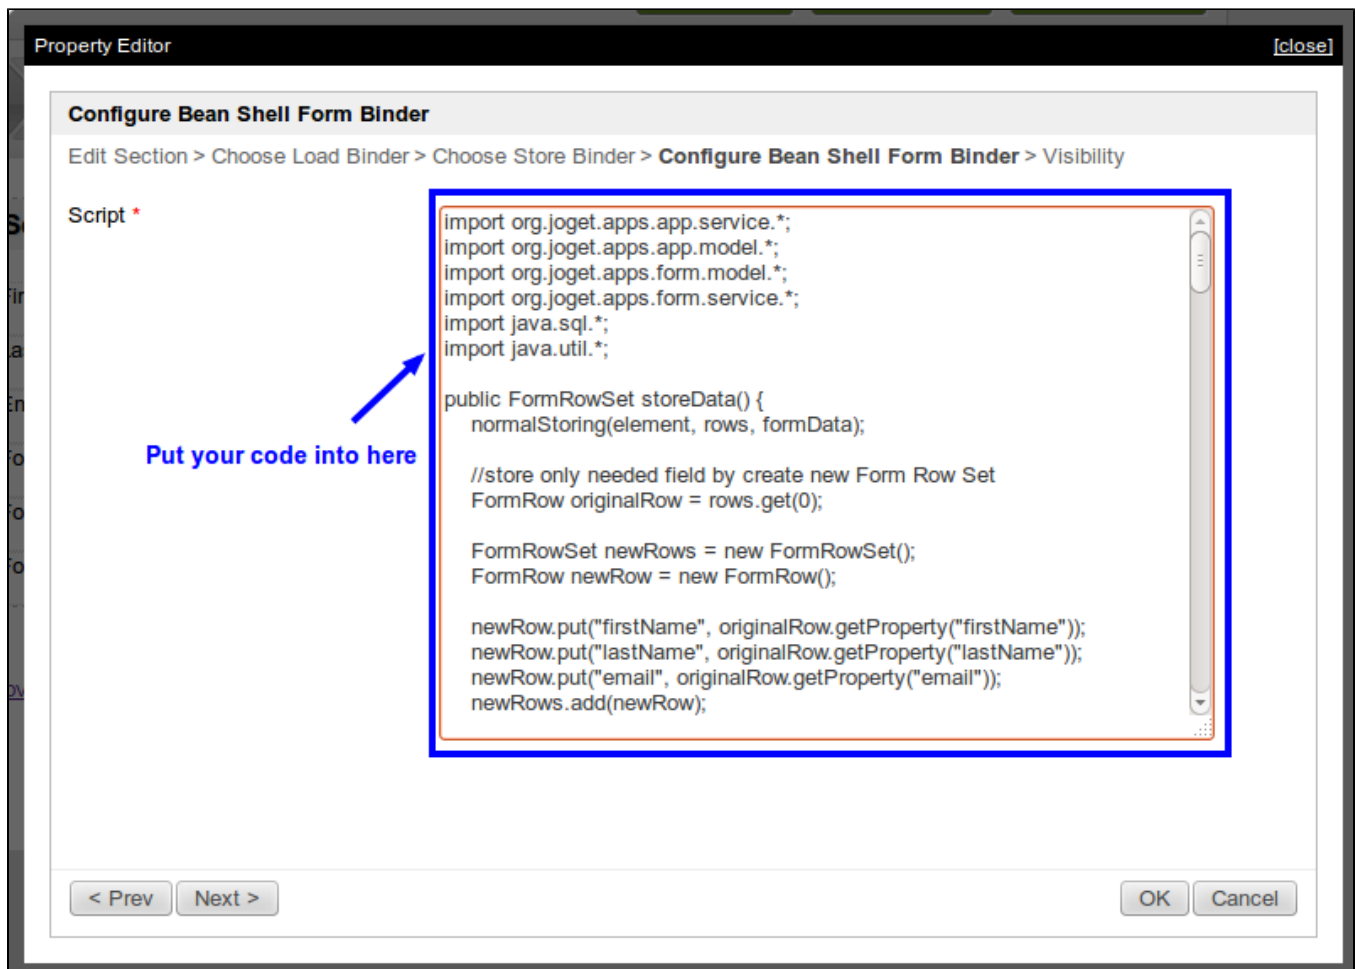 Property Editor
[close]
Configure Bean Shell Form Binder
Edit Section > Choose Load Binder > Choose Store Binder > Configure Bean Shell Form Binder > Visibility
Script *
import org.joget.apps.app.service.*;
import org.joget.apps.app.model.*;
import org.joget.apps.form.model.*;
import org.joget.apps.form.service.*;
import java.sql.*;
import java.util.*;
public FormRowSet storeData() {
normalStoring(element, rows, formData);
//store only needed field by create new Form Row Set
FormRow originalRow = rows.get(0);
FormRowSet newRows = new FormRowSet();
FormRow newRow = new FormRow();
newRow.put("firstName", originalRow.getProperty("firstName"));
newRow.put("lastName", originalRow.getProperty("lastName"));
newRow.put("email", originalRow.getProperty("email"));
newRows.add(newRow);
Put your code into here
< Prev
Next >
OK
Cancel